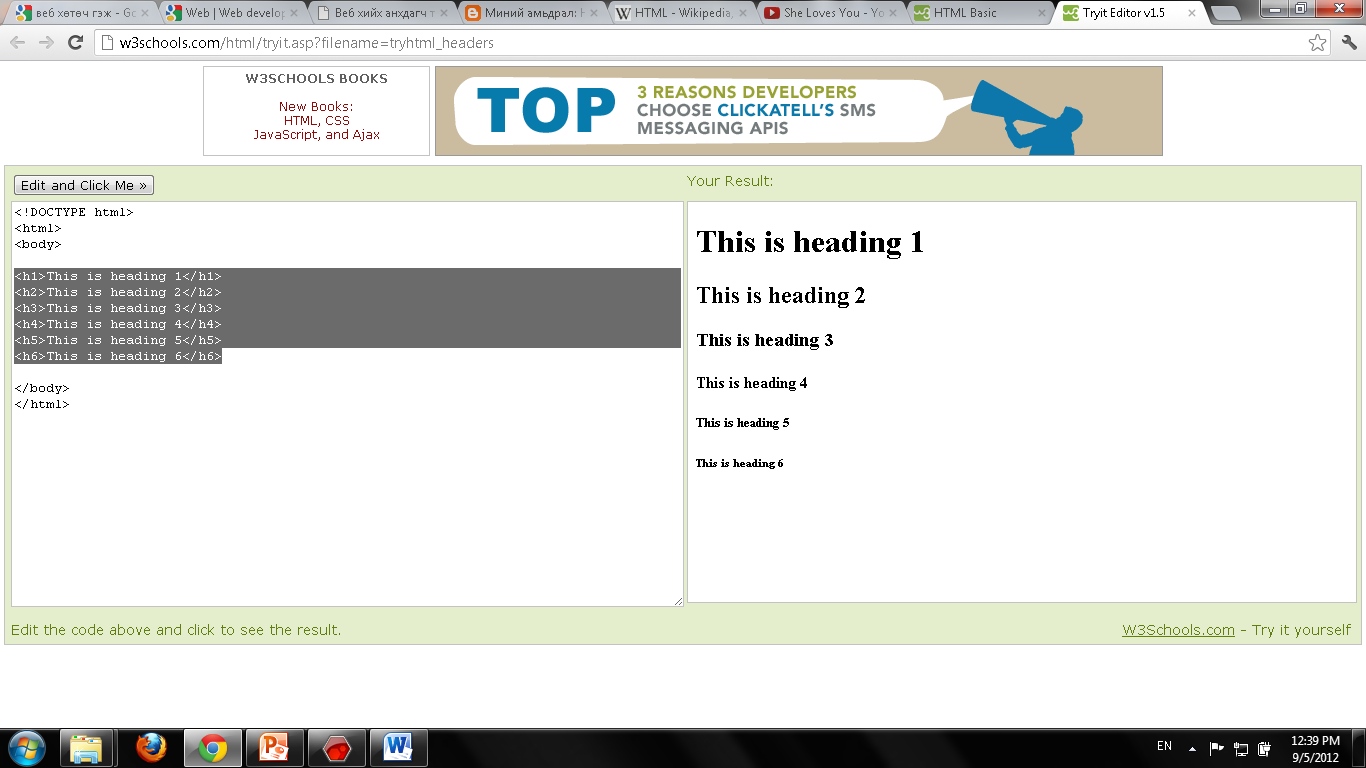 веб хөтөч гэж - Go
Web | Web develop
Веб хийх анхдагч т
Миний амьдрал: H
HTML - Wikipedia,
She Loves You - Yo
HTML Basic
Tryit Editor v1.5
w3schools.com/html/tryit.asp?filename=tryhtml_headers
W3SCHOOLS BOOKS
New Books:
HTML, CSS
JavaScript, and Ajax
TOP
3 REASONS DEVELOPERS
CHOOSE CLICKATELL'S SMS
MESSAGING APIS
Edit and Click Me »
Your Result:
<!DOCTYPE html>
<html>
<body>
<h1>This is heading 1</h1>
<h2>This is heading 2</h2>
<h3>This is heading 3</h3>
<h4>This is heading 4</h4>
<h5>This is heading 5</h5>
<h6>This is heading 6</h6>
</body>
</html>
This is heading 1
This is heading 2
This is heading 3
This is heading 4
This is heading 5
This is heading 6
Edit the code above and click to see the result.
W3Schools.com - Try it yourself
EN
12:39 PM
9/5/2012